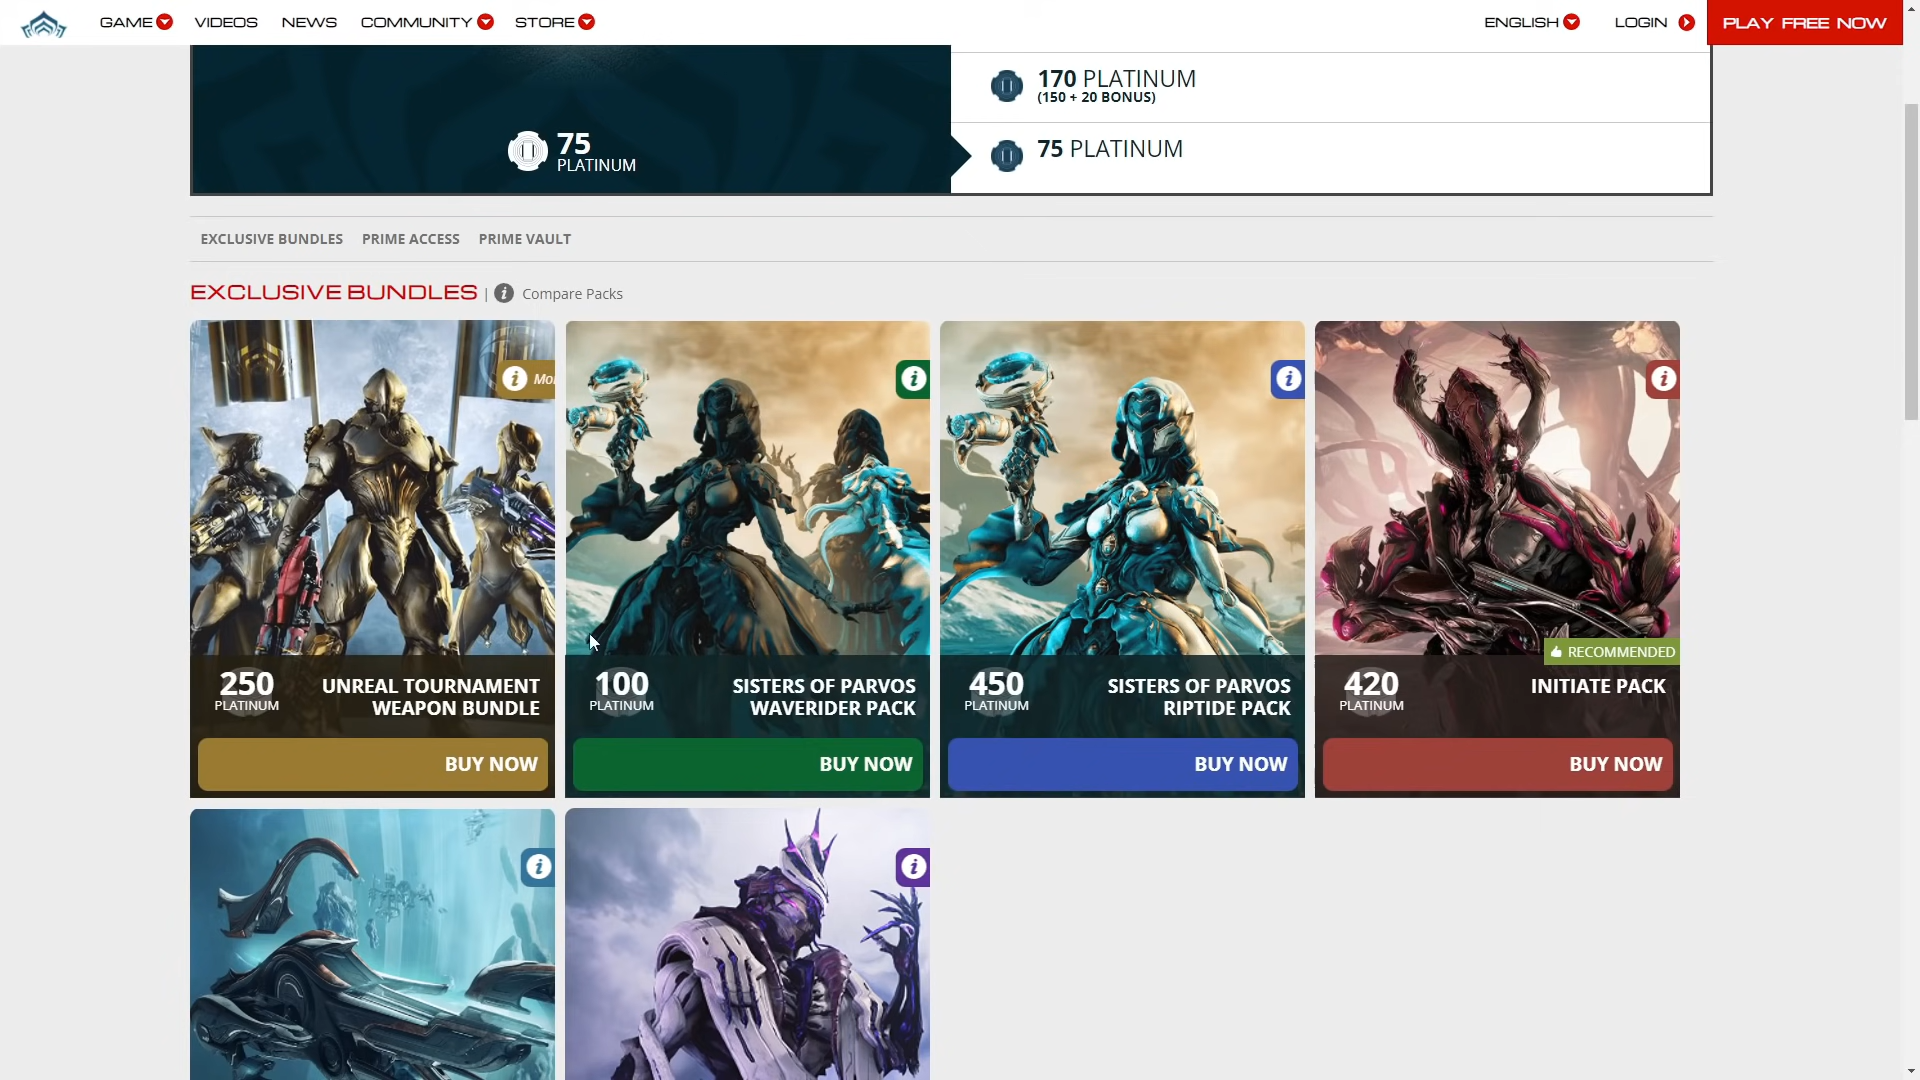 GAME VIDEOS NEWS COMMUNITY STORE ENGLISH LOGIN PLAY FREE NOW
170 PLATINUM
(150 + 20 BONUS)
75
PLATINUM
75 PLATINUM
EXCLUSIVE BUNDLES PRIME ACCESS PRIME VAULT
EXCLUSIVE BUNDLES | i Compare Packs
i
i
i
i
RECOMMENDED
250
PLATINUM
UNREAL TOURNAMENT
WEAPON BUNDLE
BUY NOW
100
PLATINUM
SISTERS OF PARVOS
WAVERIDER PACK
BUY NOW
450
PLATINUM
SISTERS OF PARVOS
RIPTIDE PACK
BUY NOW
420
PLATINUM
INITIATE PACK
BUY NOW
i
i